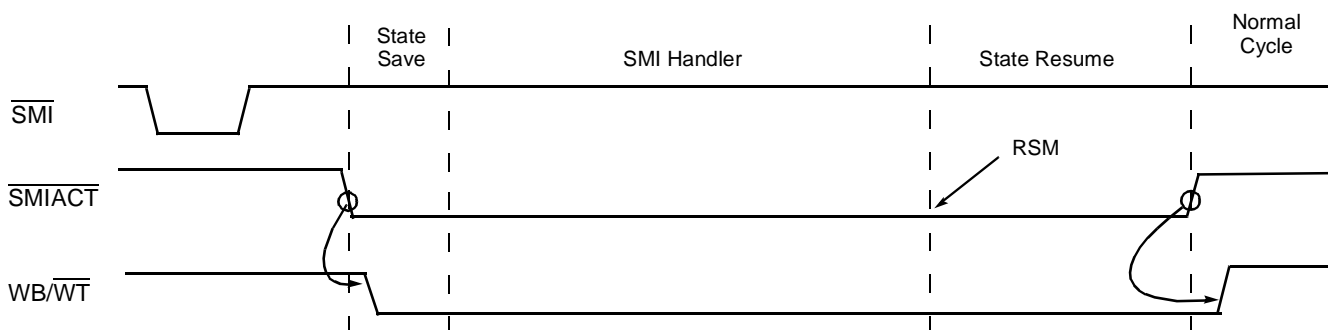 State
Save
SMI Handler
State Resume
Normal
Cycle
SMI
RSM
SMIACT
WB/WT